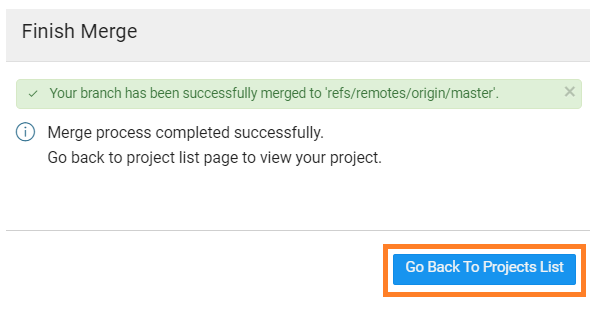 Finish Merge
Your branch has been successfully merged to 'refs/remotes/origin/master'.
Merge process completed successfully.
Go back to project list page to view your project.
Go Back To Projects List